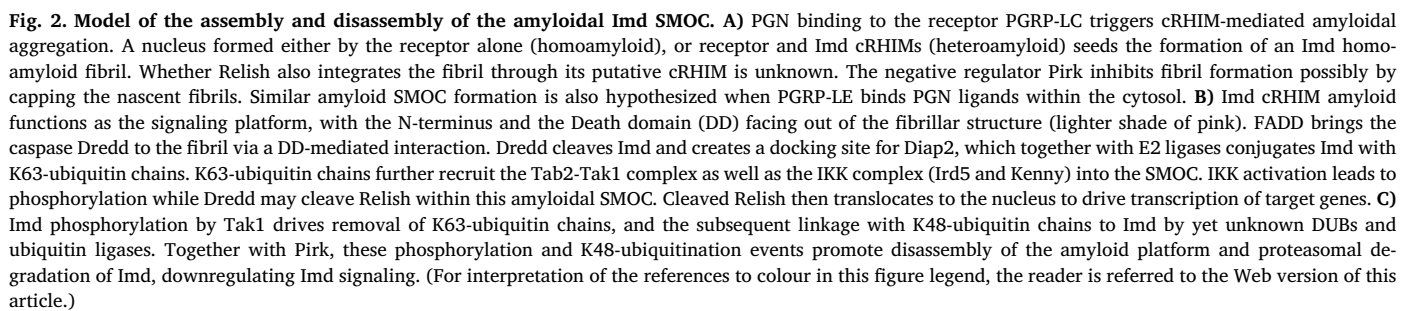 Fig. 2. Model of the assembly and disassembly of the amyloidal Imd SMOC. A) PGN binding to the receptor PGRP-LC triggers cRHIM-mediated amyloidal
aggregation. A nucleus formed either by the receptor alone (homoamyloid), or receptor and Imd cRHIMs (heteroamyloid) seeds the formation of an Imd homo-
amyloid fibril. Whether Relish also integrates the fibril through its putative cRHIM is unknown. The negative regulator Pirk inhibits fibril formation possibly by
capping the nascent fibrils. Similar amyloid SMOC formation is also hypothesized when PGRP-LE binds PGN ligands within the cytosol. B) Imd cRHIM amyloid
functions as the signaling platform, with the N-terminus and the Death domain (DD) facing out of the fibrillar structure (lighter shade of pink). FADD brings the
caspase Dredd to the fibril via a DD-mediated interaction. Dredd cleaves Imd and creates a docking site for Diap2, which together with E2 ligases conjugates Imd with
K63-ubiquitin chains. K63-ubiquitin chains further recruit the Tab2-Tak1 complex as well as the IKK complex (Ird5 and Kenny) into the SMOC. IKK activation leads to
phosphorylation while Dredd may cleave Relish within this amyloidal SMOC. Cleaved Relish then translocates to the nucleus to drive transcription of target genes. C)
Imd phosphorylation by Tak1 drives removal of K63-ubiquitin chains, and the subsequent linkage with K48-ubiquitin chains to Imd by yet unknown DUBs and
ubiquitin ligases. Together with Pirk, these phosphorylation and K48-ubiquitination events promote disassembly of the amyloid platform and proteasomal de-
gradation of Imd, downregulating Imd signaling. (For interpretation of the references to colour in this figure legend, the reader is referred to the Web version of this
article.)